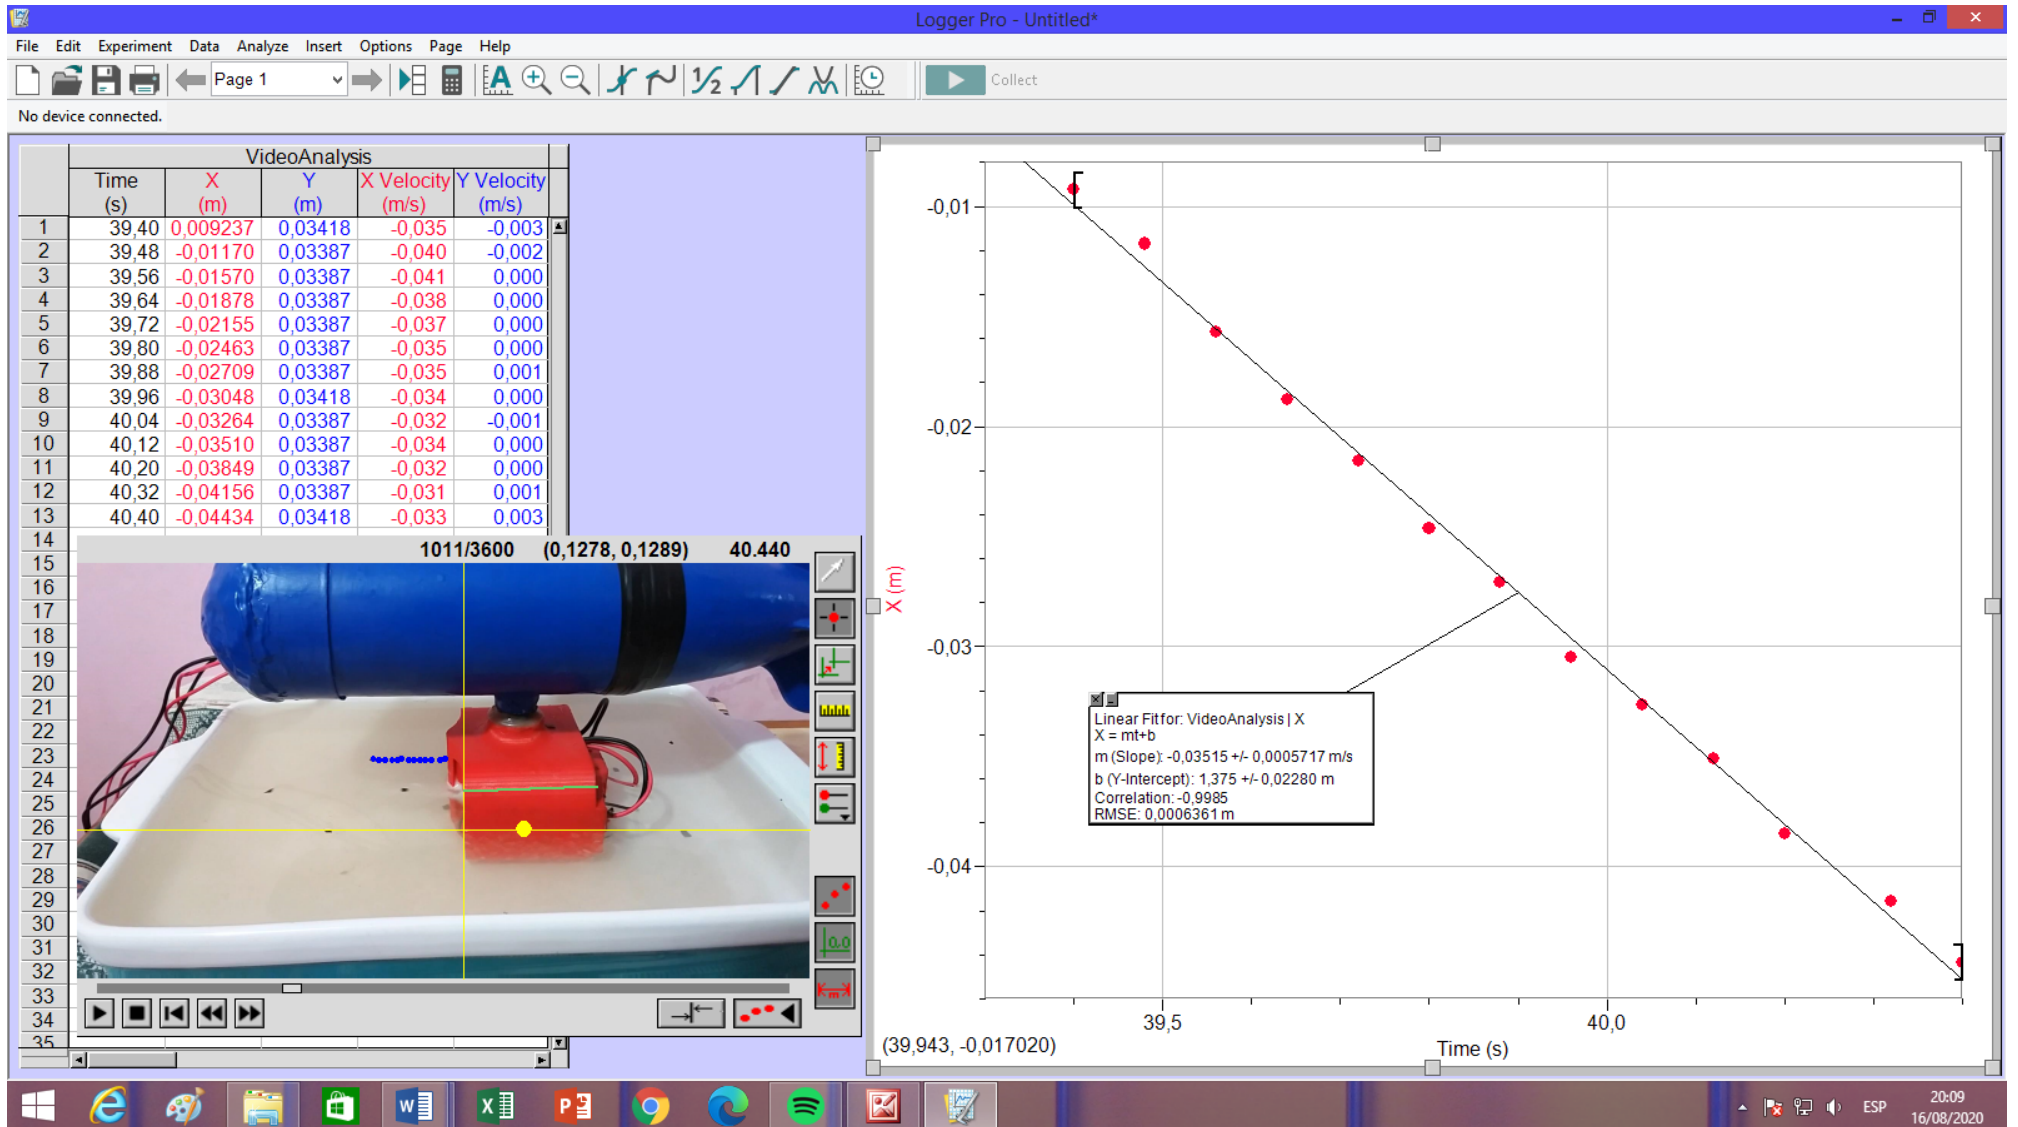 Logger Pro - Untitled*
File Edit Experiment Data Analyze Insert Options Page Help
Page 1
Collect
No device connected.
VideoAnalysis
Time X Y X Velocity Y Velocity
(s) (m) (m) (m/s) (m/s)
1 39,40 0,009237 0,03418 -0,035 -0,003
2 39,48 -0,01170 0,03387 -0,040 -0,002
3 39,56 -0,01570 0,03387 -0,041 0,000
4 39,64 -0,01878 0,03387 -0,038 0,000
5 39,72 -0,02155 0,03387 -0,037 0,000
6 39,80 -0,02463 0,03387 -0,035 0,000
7 39,88 -0,02709 0,03387 -0,035 0,001
8 39,96 -0,03048 0,03418 -0,034 0,000
9 40,04 -0,03264 0,03387 -0,032 -0,001
10 40,12 -0,03510 0,03387 -0,034 0,000
11 40,20 -0,03849 0,03387 -0,032 0,000
12 40,32 -0,04156 0,03387 -0,031 0,001
13 40,40 -0,04434 0,03418 -0,033 0,003
14
15
16
17
18
19
20
21
22
23
24
25
26
27
28
29
30
31
32
33
34
35
1011/3600 (0,1278, 0,1289) 40.440
-0,01
-0,02
-0,03
-0,04
X (m)
Linear Fit for: VideoAnalysis | X
X = mt+b
m (Slope): -0,03515 +/- 0,0005717 m/s
b (Y-Intercept): 1,375 +/- 0,02280 m
Correlation: -0,9985
RMSE: 0,0006361 m
39,5 40,0
(39,943, -0,017020)
Time (s)
ESP
20:09
16/08/2020